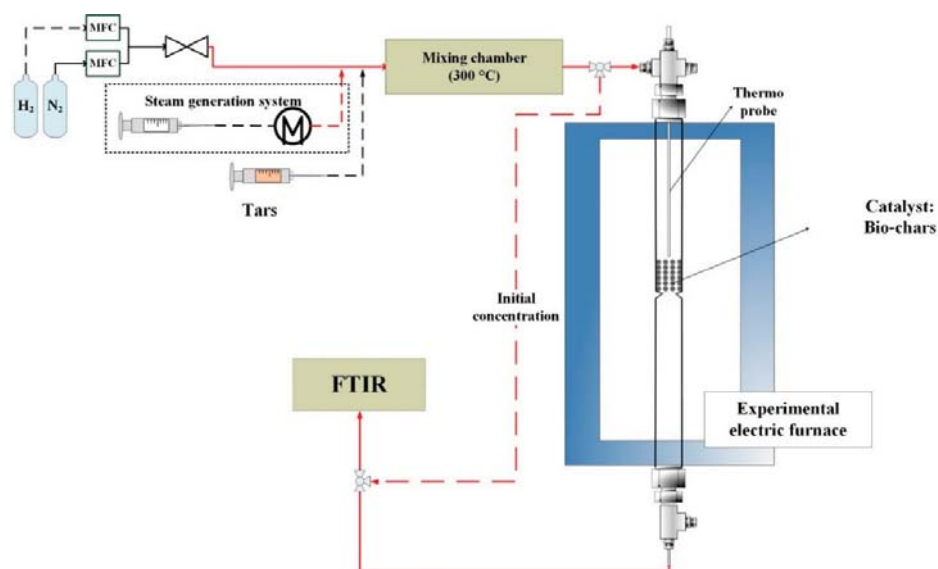 MFC
MFC
H₂
N₂
Steam generation system
M
Tars
Mixing chamber
(300 °C)
Thermo
probe
Catalyst:
Bio-chars
Initial
concentration
FTIR
Experimental
electric furnace